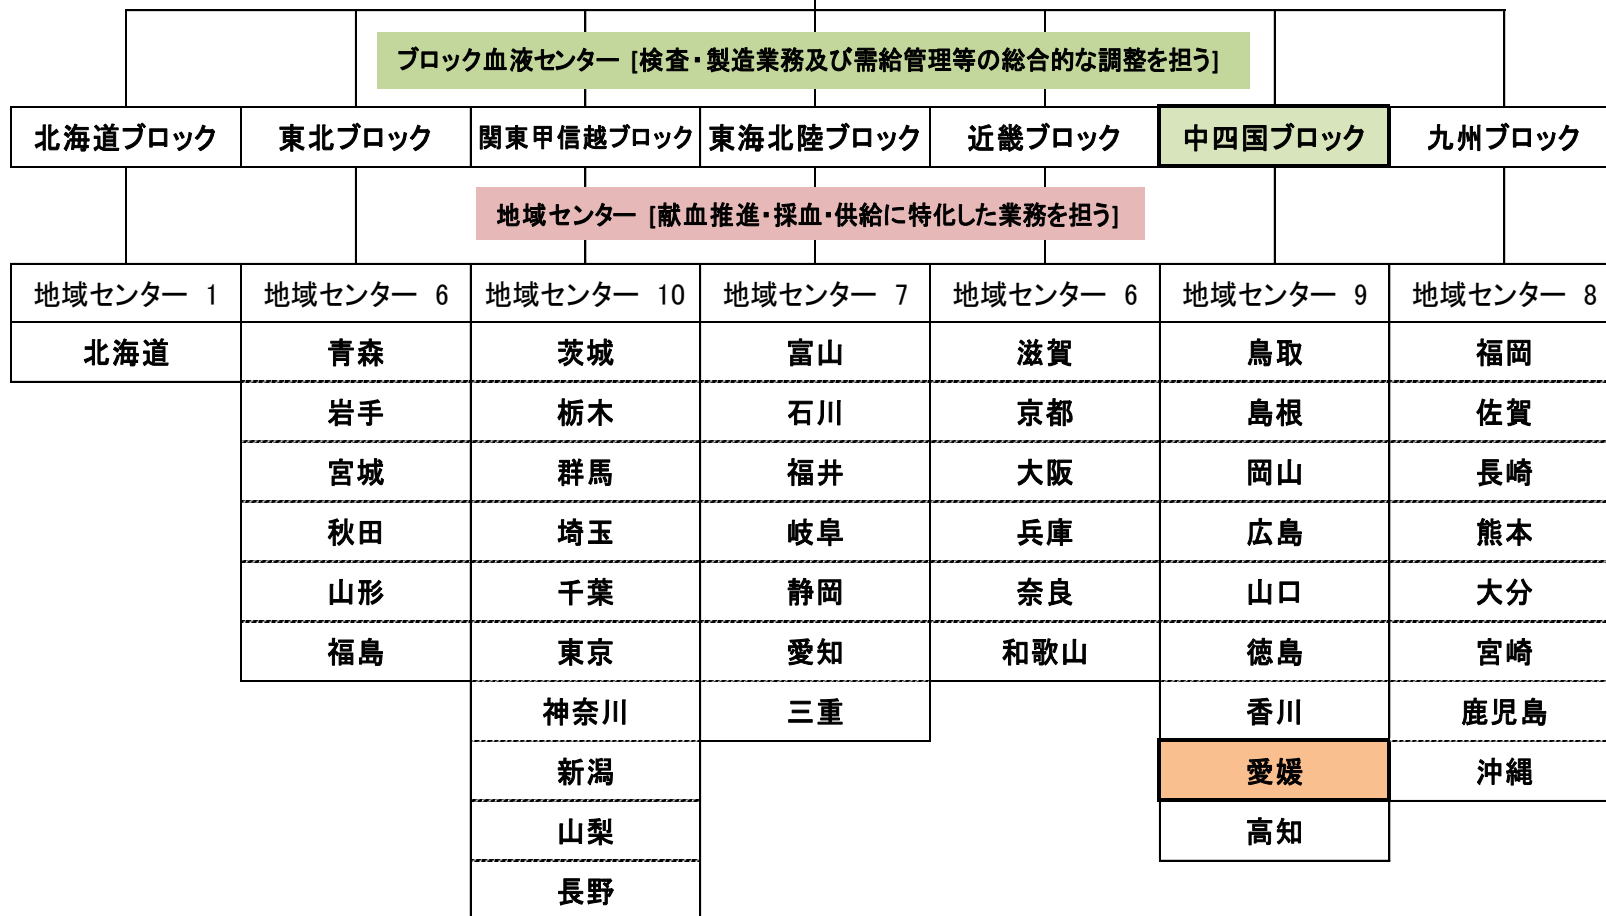 ブロック血液センター [検査・製造業務及び需給管理等の総合的な調整を担う]
北海道ブロック 東北ブロック 関東甲信越ブロック 東海北陸ブロック 近畿ブロック 中四国ブロック 九州ブロック
地域センター [献血推進・採血・供給に特化した業務を担う]
地域センター 1 地域センター 6 地域センター 10 地域センター 7 地域センター 6 地域センター 9 地域センター 8
北海道 青森 茨城 富山 滋賀 鳥取 福岡
岩手 栃木 石川 京都 島根 佐賀
宮城 群馬 福井 大阪 岡山 長崎
秋田 埼玉 岐阜 兵庫 広島 熊本
山形 千葉 静岡 奈良 山口 大分
福島 東京 愛知 和歌山 徳島 宮崎
神奈川 三重 香川 鹿児島
新潟 愛媛 沖縄
山梨 高知
長野